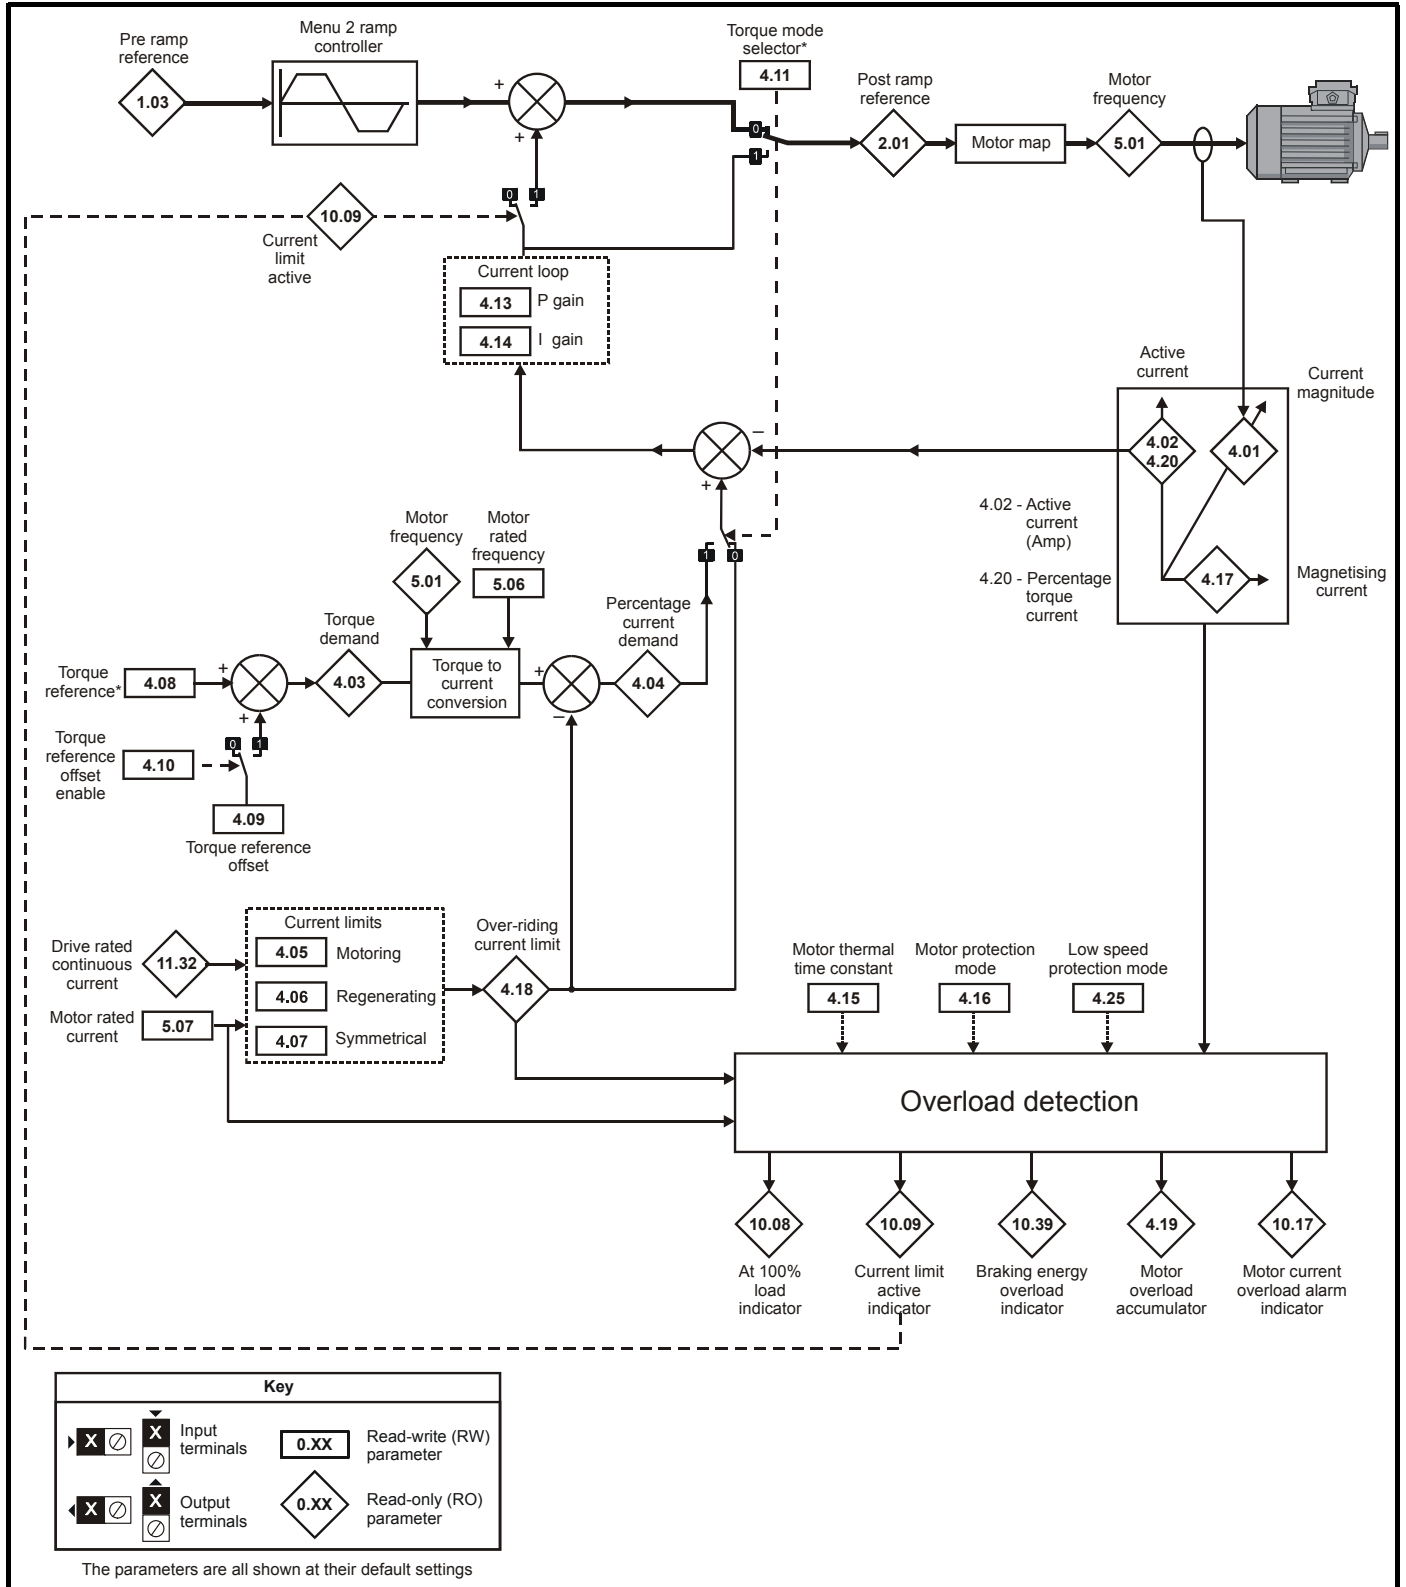 Pre ramp
reference
1.03
Menu 2 ramp
controller
+
+
Torque mode
selector*
4.11
0
1
Post ramp
reference
2.01
Motor map
Motor
frequency
5.01
10.09
Current
limit
active
0 1
Current loop
4.13 P gain
4.14 I gain
Active
current
Current
magnitude
4.02
4.20
4.01
4.17
Magnetising
current
4.02 - Active
current
(Amp)
4.20 - Percentage
torque
current
–
+
1 0
Motor
frequency
5.01
Motor
rated
frequency
5.06
Percentage
current
demand
4.04
Torque
demand
4.03
Torque to
current
conversion
+
–
Torque
reference*
4.08
+
+
0 1
Torque
reference
offset
enable
4.10
4.09
Torque reference
offset
Drive rated
continuous
current
11.32
Motor rated
current
5.07
Current limits
4.05 Motoring
4.06 Regenerating
4.07 Symmetrical
Over-riding
current limit
4.18
Motor thermal
time constant
4.15
Motor protection
mode
4.16
Low speed
protection mode
4.25
Overload detection
10.08
At 100%
load
indicator
10.09
Current limit
active
indicator
10.39
Braking energy
overload
indicator
4.19
Motor
overload
accumulator
10.17
Motor current
overload alarm
indicator
Key
X X Input
terminals
0.XX Read-write (RW)
parameter
X X Output
terminals
0.XX Read-only (RO)
parameter
The parameters are all shown at their default settings